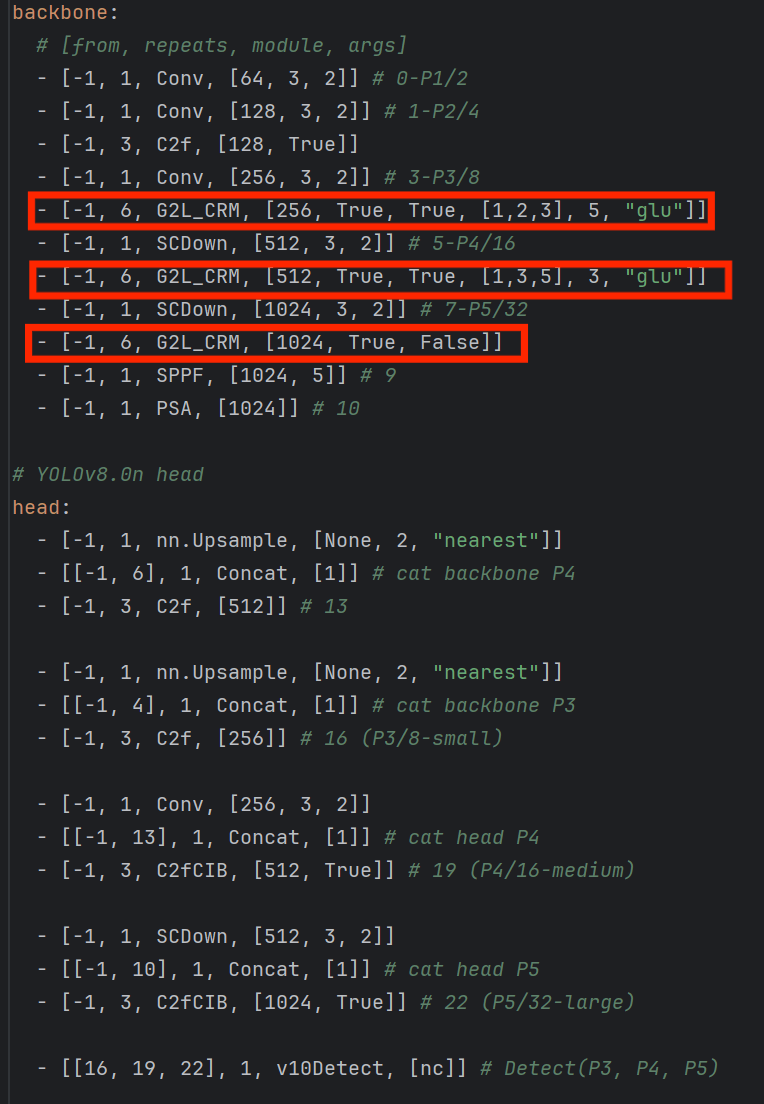 backbone:
# [from, repeats, module, args]
- [-1, 1, Conv, [64, 3, 2]] # 0-P1/2
- [-1, 1, Conv, [128, 3, 2]] # 1-P2/4
- [-1, 3, C2f, [128, True]]
- [-1, 1, Conv, [256, 3, 2]] # 3-P3/8
- [-1, 6, G2L_CRM, [256, True, True, [1,2,3], 5, "glu"]]
- [-1, 1, SCDown, [512, 3, 2]] # 5-P4/16
- [-1, 6, G2L_CRM, [512, True, True, [1,3,5], 3, "glu"]]
- [-1, 1, SCDown, [1024, 3, 2]] # 7-P5/32
- [-1, 6, G2L_CRM, [1024, True, False]]
- [-1, 1, SPPF, [1024, 5]] # 9
- [-1, 1, PSA, [1024]] # 10
# YOLOv8.0n head
head:
- [-1, 1, nn.Upsample, [None, 2, "nearest"]]
- [[-1, 6], 1, Concat, [1]] # cat backbone P4
- [-1, 3, C2f, [512]] # 13
- [-1, 1, nn.Upsample, [None, 2, "nearest"]]
- [[-1, 4], 1, Concat, [1]] # cat backbone P3
- [-1, 3, C2f, [256]] # 16 (P3/8-small)
- [-1, 1, Conv, [256, 3, 2]]
- [[-1, 13], 1, Concat, [1]] # cat head P4
- [-1, 3, C2fCIB, [512, True]] # 19 (P4/16-medium)
- [-1, 1, SCDown, [512, 3, 2]]
- [[-1, 10], 1, Concat, [1]] # cat head P5
- [-1, 3, C2fCIB, [1024, True]] # 22 (P5/32-large)
- [[16, 19, 22], 1, v10Detect, [nc]] # Detect(P3, P4, P5)